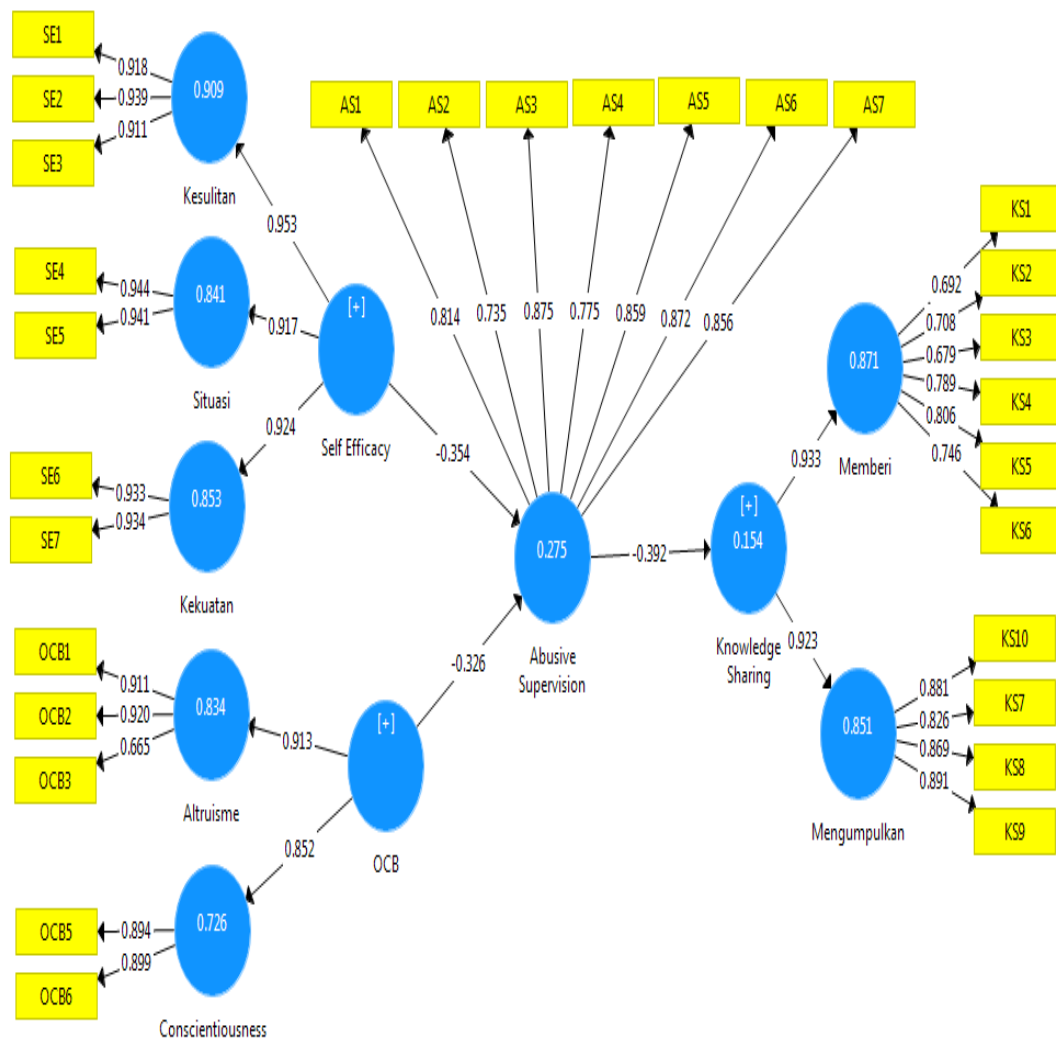 SE1
SE2
SE3
0.918
0.939
0.911
0.909
Kesulitan
0.953
SE4
SE5
0.944
0.941
0.841
Situasi
0.917
[+]
Self Efficacy
0.924
SE6
SE7
0.933
0.934
0.853
Kekuatan
-0.354
OCB1
OCB2
OCB3
0.911
0.920
0.665
0.834
Altruisme
0.913
[+]
OCB
-0.326
0.852
OCB5
OCB6
0.894
0.899
0.726
Conscientiousness
AS1
AS2
AS3
AS4
AS5
AS6
AS7
0.814
0.735
0.875
0.775
0.859
0.872
0.856
0.275
Abusive
Supervision
-0.392
[+]
0.154
Knowledge
Sharing
0.933
0.923
0.871
Memberi
0.692
0.708
0.679
0.789
0.806
0.746
KS1
KS2
KS3
KS4
KS5
KS6
0.851
Mengumpulkan
0.881
0.826
0.869
0.891
KS10
KS7
KS8
KS9